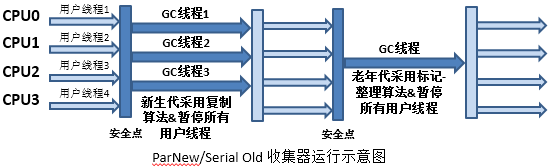 CPU0
用户线程1
CPU1
用户线程2
CPU2
用户线程3
CPU3
用户线程4
安全点
GC线程1
GC线程2
GC线程3
新生代采用复制
算法&暂停所有
用户线程
安全点
GC线程
老年代采用标记-
整理算法&暂停
所有用户线程
ParNew/Serial Old 收集器运行示意图